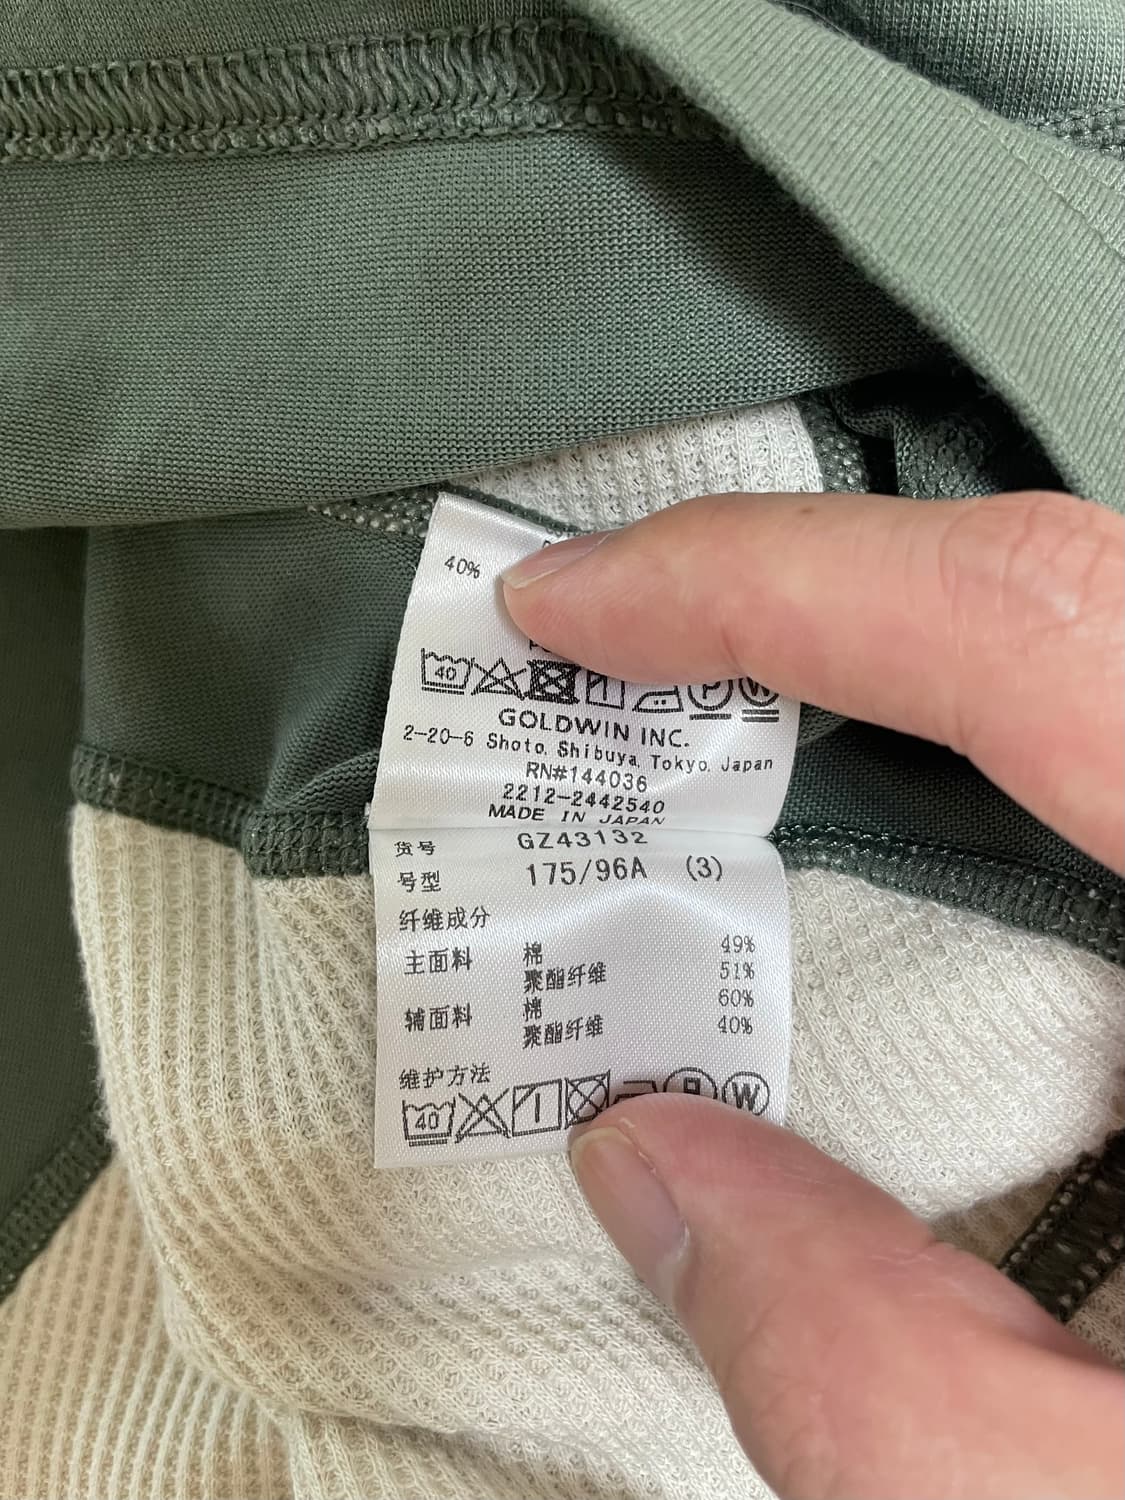 40%
40
P
W
GOLDWIN INC.
2-20-6 Shoto, Shibuya, Tokyo, Japan
RN#144036
2212-2442540
MADE IN JAPAN
货号 GZ43132
号型 175/96A (3)
纤维成分
主面料 棉 49%
聚酯纤维 51%
辅面料 棉 60%
聚酯纤维 40%
维护方法
40
W